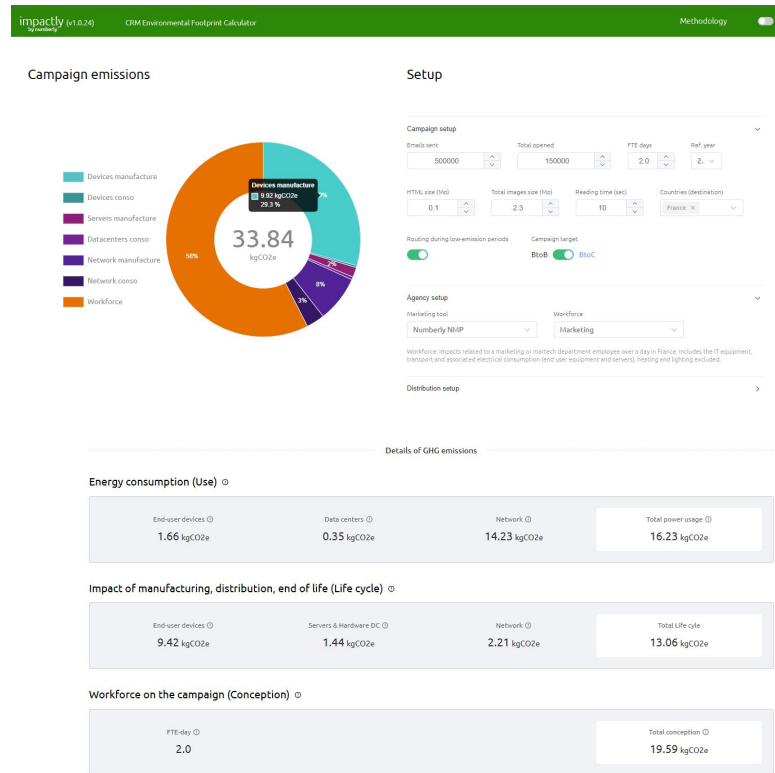 impactly (v1.0.24)
by numberly
CRM Environmental Footprint Calculator
Methodology
Campaign emissions
Setup
Devices manufacture
Devices conso
Servers manufacture
Datacenters conso
Network manufacture
Network conso
Workforce
Devices manufacture
9.92 kgCO2e
29.3 %
%
2%
8%
3%
58%
33.84
kgCO2e
Campaign setup
Emails sent
Total opened
FTE days
Ref. year
500000
150000
2.0
2.
HTML size (Mo)
Total images size (Mo)
Reading time (sec)
Countries (destination)
0.1
2.3
10
France ×
Routing during low-emission periods
Campaign target
BtoB
BtoC
Agency setup
Marketing tool
Workforce
Numberly NMP
Marketing
Workforce: Impacts related to a marketing or martech department employee over a day in France. Includes the IT equipment,
transport and associated electrical consumption (end user equipment and servers), heating and lighting excluded.
Distribution setup
Details of GHG emissions
Energy consumption (Use)
End-user devices
Data centers
Network
Total power usage
1.66 kgCO2e
0.35 kgCO2e
14.23 kgCO2e
16.23 kgCO2e
Impact of manufacturing, distribution, end of life (Life cycle)
End-user devices
Servers & Hardware DC
Network
Total Life cyle
9.42 kgCO2e
1.44 kgCO2e
2.21 kgCO2e
13.06 kgCO2e
Workforce on the campaign (Conception)
FTE-day
Total conception
2.0
19.59 kgCO2e